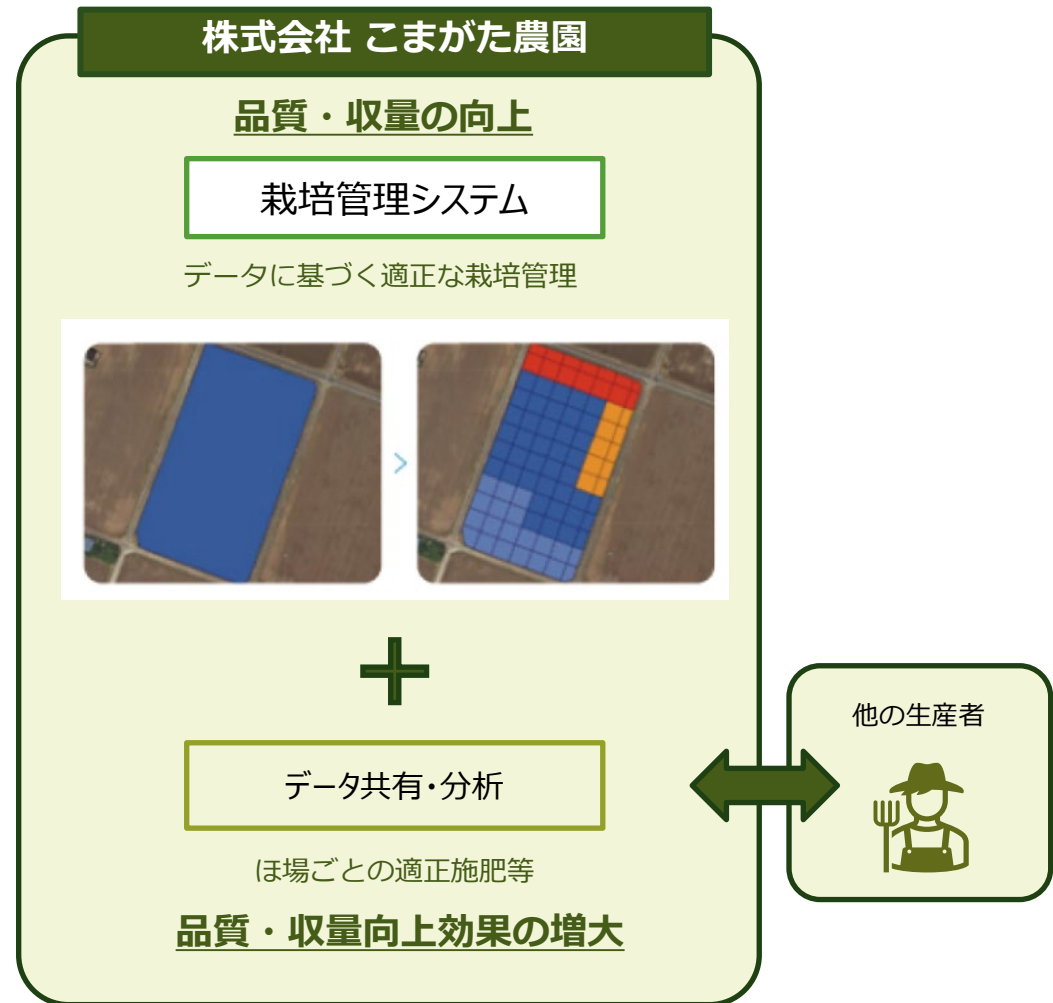 株式会社 こまがた農園
品質・収量の向上
栽培管理システム
データに基づく適正な栽培管理
データ共有・分析
ほ場ごとの適正施肥等
品質・収量向上効果の増大
他の生産者